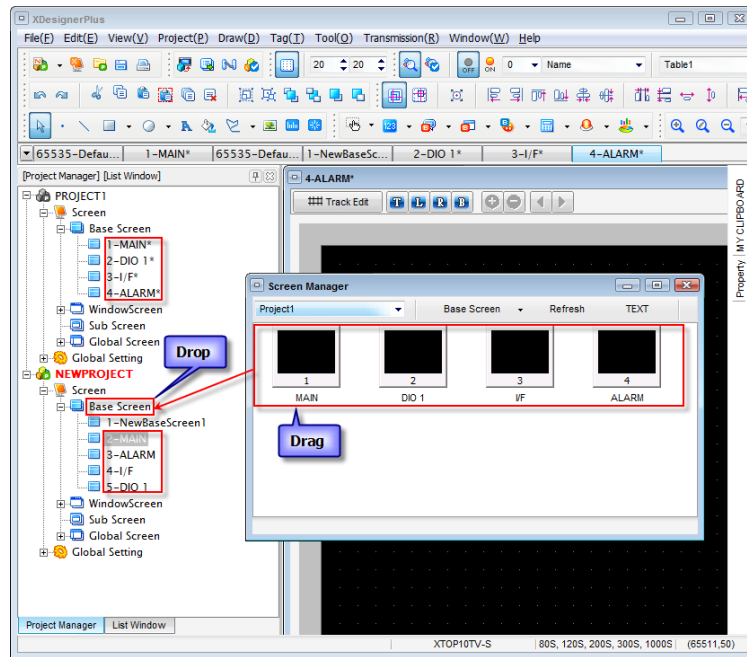 XDesignerPlus
File(F) Edit(E) View(V) Project(P) Draw(D) Tag(T) Tool(O) Transmission(R) Window(W) Help
20 20 OFF ON 0 Name Table1
A 123
65535-Defau... 1-MAIN* 65535-Defau... 1-NewBaseSc... 2-DIO 1* 3-I/F* 4-ALARM*
[Project Manager] [List Window]
PROJECT1
Screen
Base Screen
1-MAIN*
2-DIO 1*
3-I/F*
4-ALARM*
WindowScreen
Sub Screen
Global Screen
Global Setting
NEWPROJECT
Screen
Base Screen
1-NewBaseScreen1
2-MAIN
3-ALARM
4-I/F
5-DIO 1
WindowScreen
Sub Screen
Global Screen
Global Setting
Drop
Project Manager List Window
4-ALARM*
Track Edit T L R B
Screen Manager
Project1 Base Screen Refresh TEXT
1 2 3 4
MAIN DIO 1 I/F ALARM
Drag
Property MY CLIPBOARD
XTOP10TV-S 80S, 120S, 200S, 300S, 1000S (65511,50)